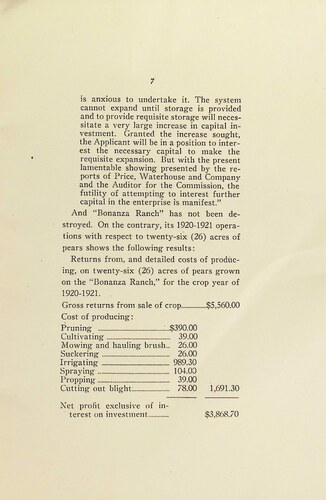 7
is anxious to undertake it. The system
cannot expand until storage is provided
and to provide requisite storage will neces-
sitate a very large increase in capital in-
vestment. Granted the increase sought,
the Applicant will be in a position to inter-
est the necessary capital to make the
requisite expansion. But with the present
lamentable showing presented by the re-
ports of Price, Waterhouse and Company
and the Auditor for the Commission, the
futility of attempting to interest further
capital in the enterprise is manifest."
And "Bonanza Ranch" has not been de-
stroyed. On the contrary, its 1920-1921 opera-
tions with respect to twenty-six (26) acres of
pears shows the following results:
Returns from, and detailed costs of produc-
ing, on twenty-six (26) acres of pears grown
on the "Bonanza Ranch," for the crop year of
1920-1921.
Gross returns from sale of crop $5,560.00
Cost of producing:
Pruning $390.00
Cultivating 39.00
Mowing and hauling brush 26.00
Suckering 26.00
Irrigating 989.30
Spraying 104.00
Propping 39.00
Cutting out blight 78.00 1,691.30
Net profit exclusive of in-
terest on investment $3,868.70